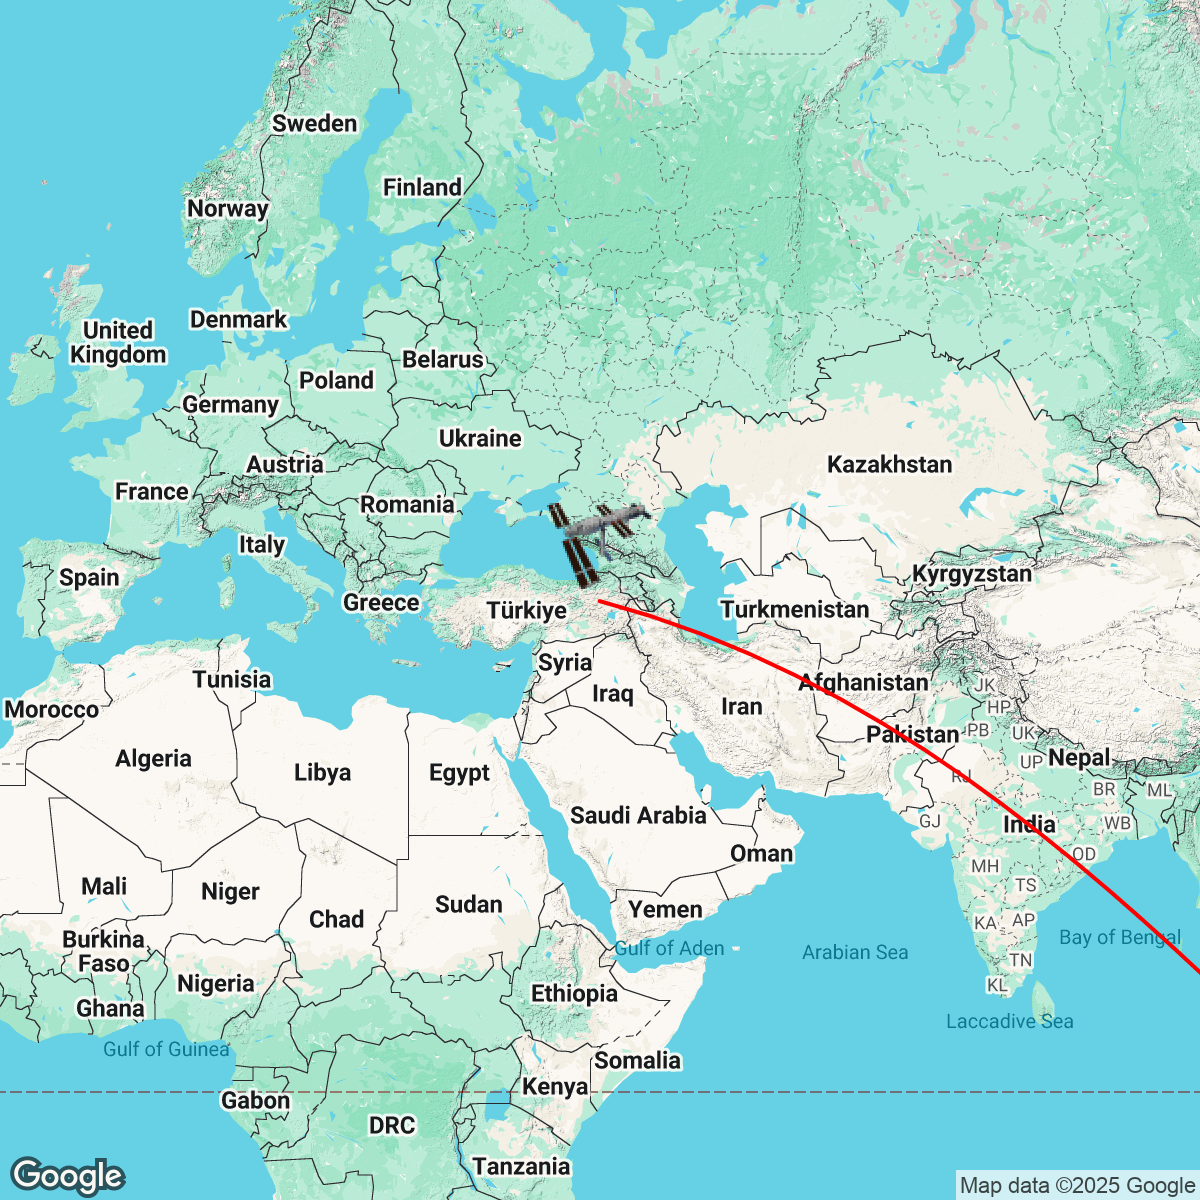 Sweden
Finland
Norway
Denmark
United
Kingdom
Belarus
Poland
Germany
Ukraine
Austria
Kazakhstan
France
Romania
Italy
Spain
Kyrgyzstan
Greece
Türkiye
Turkmenistan
Syria
Tunisia
Afghanistan
JK
Iraq
Iran
HP
Morocco
Pakistan
PB
UK
Algeria
Libya
Egypt
UP
Nepal
RJ
BR
ML
Saudi Arabia
GJ
India
WB
Oman
OD
MH
Mali
Niger
TS
Sudan
Chad
Yemen
KA
AP
Burkina
Faso
Gulf of Aden
Arabian Sea
Bay of Bengal
TN
Nigeria
Ethiopia
KL
Ghana
Laccadive Sea
Gulf of Guinea
Somalia
Kenya
Gabon
DRC
Tanzania
Google
Map data ©2025 Google